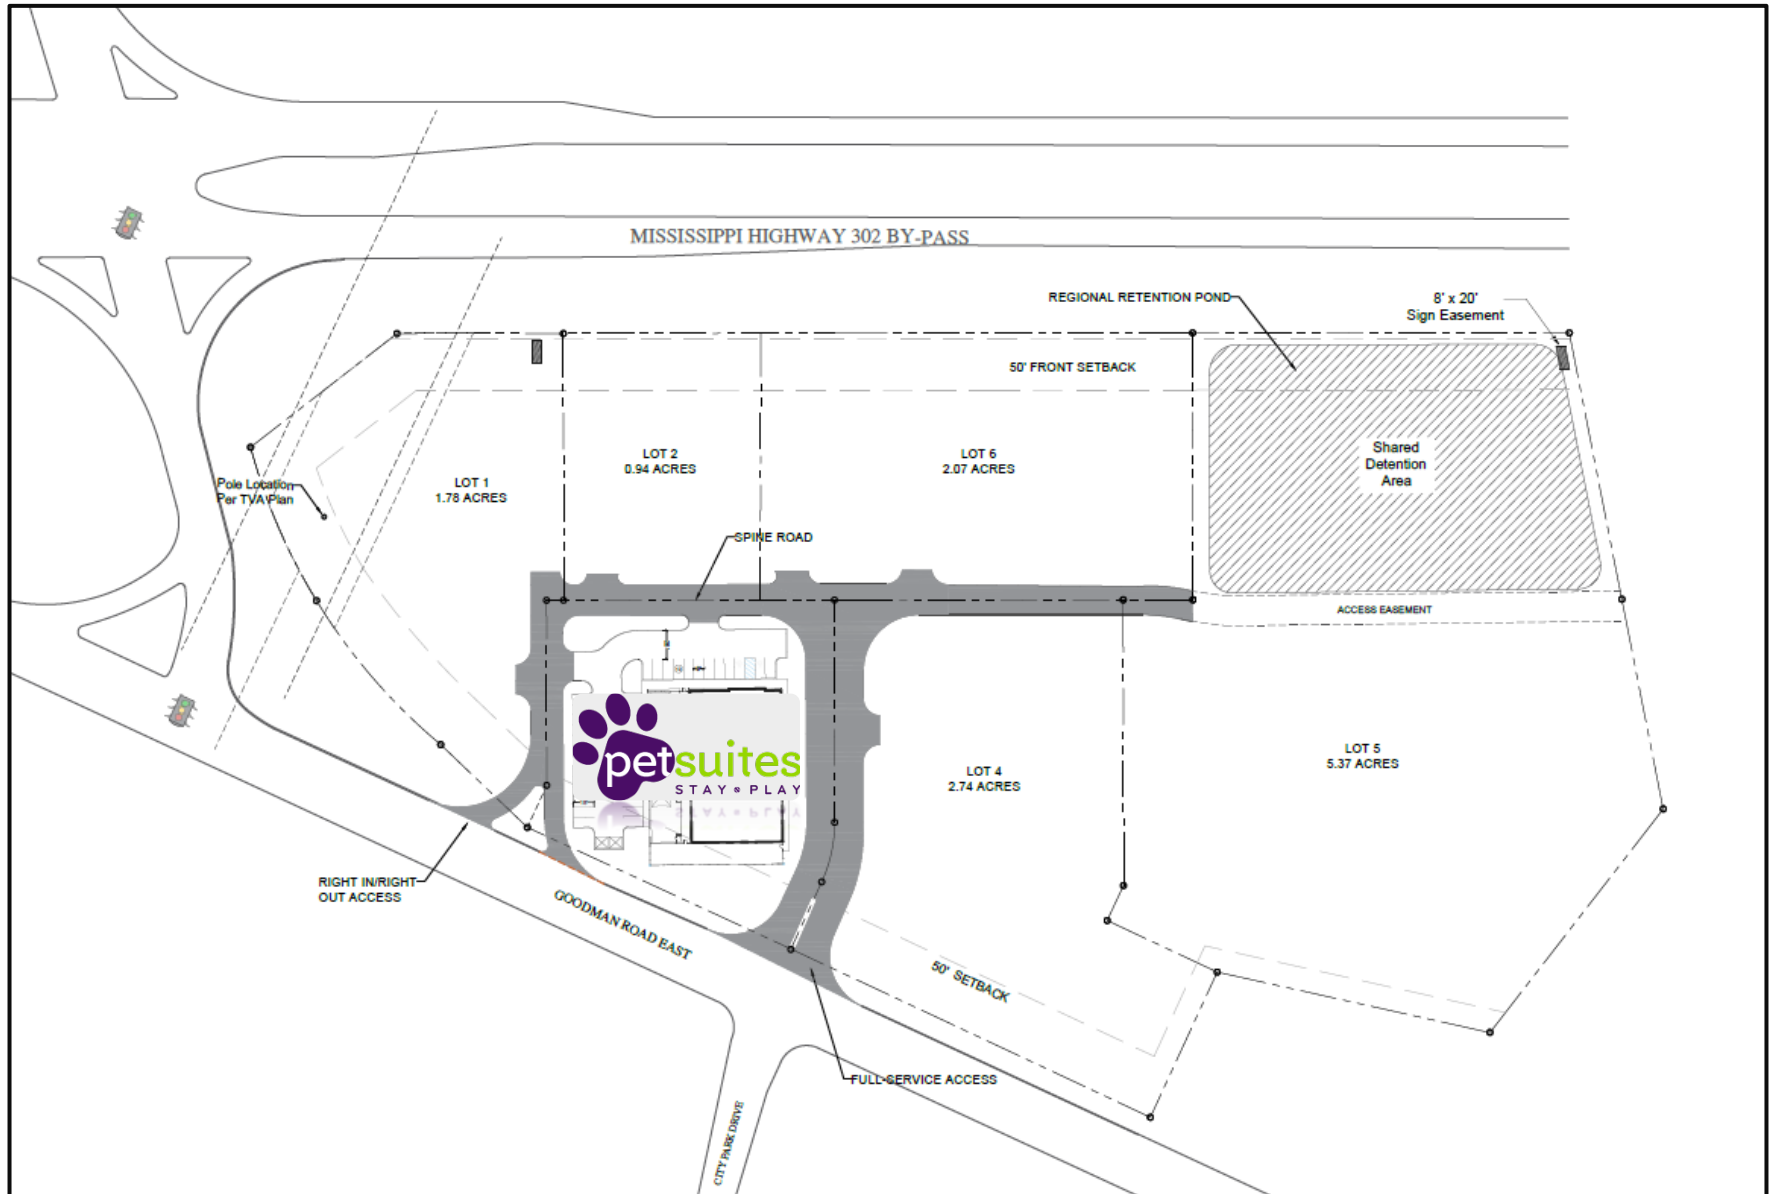 MISSISSIPPI HIGHWAY 302 BY-PASS
REGIONAL RETENTION POND
8' x 20'
Sign Easement
50' FRONT SETBACK
LOT 1
1.78 ACRES
LOT 2
0.94 ACRES
LOT 6
2.07 ACRES
Shared
Detention
Area
Pole Location
Per TVA Plan
SPINE ROAD
ACCESS EASEMENT
petsuites
STAY PLAY
LOT 4
2.74 ACRES
LOT 5
5.37 ACRES
RIGHT IN/RIGHT
OUT ACCESS
GOODMAN ROAD EAST
50' SETBACK
FULL-SERVICE ACCESS
CITY PARK DRIVE